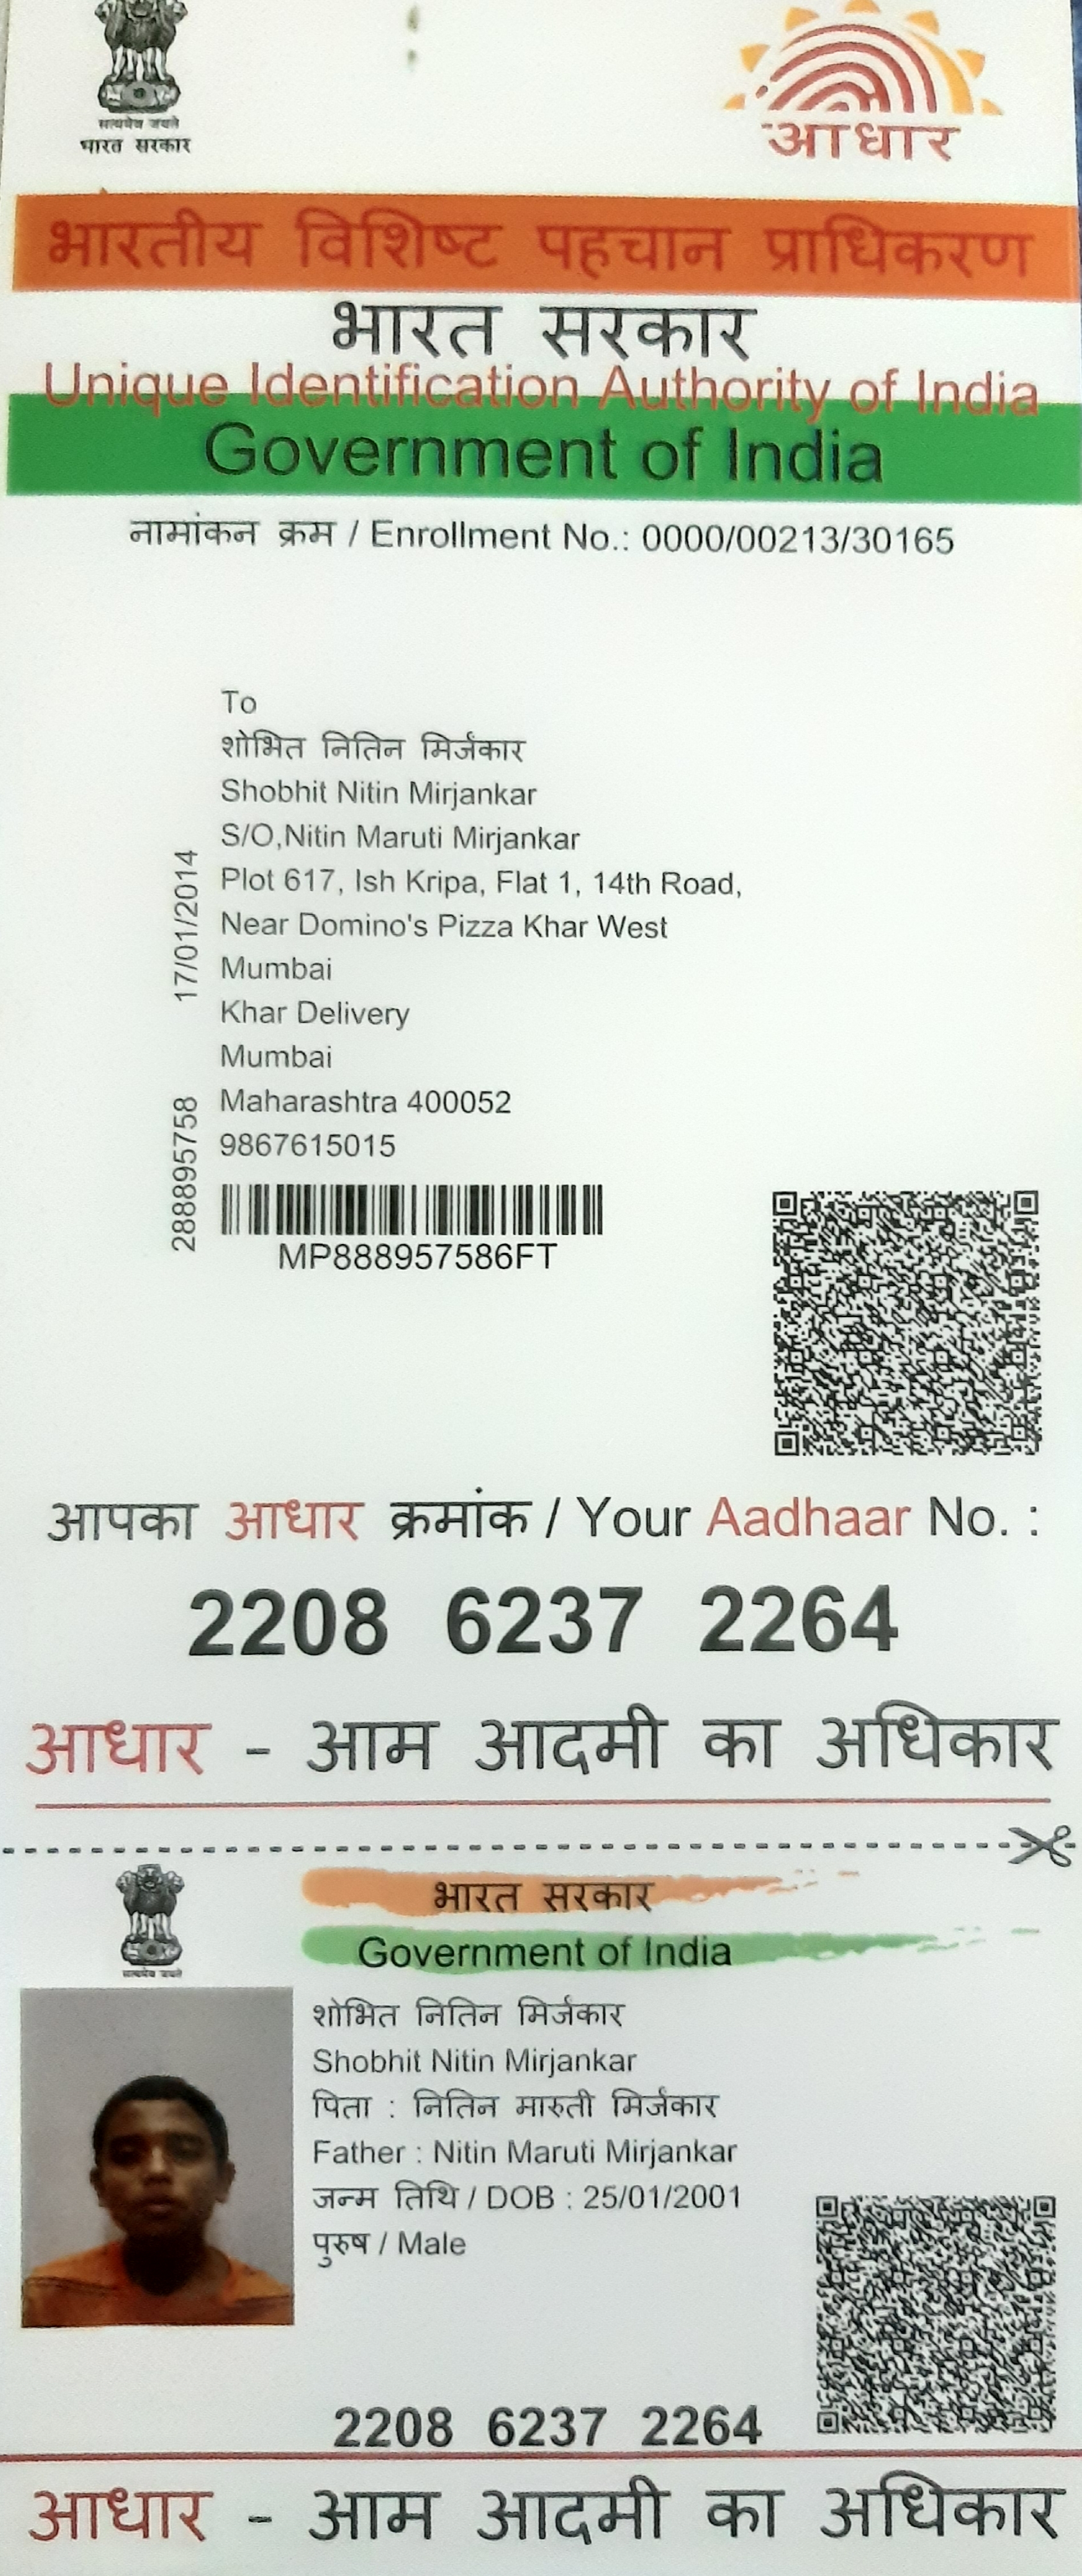 सत्यमेव जयते
भारत सरकार
आधार
भारतीय विशिष्ट पहचान प्राधिकरण
भारत सरकार
Unique Identification Authority of India
Government of India
नामांकन क्रम / Enrollment No.: 0000/00213/30165
To
शोभित नितिन मिर्जंकार
Shobhit Nitin Mirjankar
S/O,Nitin Maruti Mirjankar
Plot 617, Ish Kripa, Flat 1, 14th Road,
Near Domino's Pizza Khar West
Mumbai
Khar Delivery
Mumbai
Maharashtra 400052
9867615015
17/01/2014
288895758
MP888957586FT
आपका आधार क्रमांक / Your Aadhaar No. :
2208 6237 2264
आधार - आम आदमी का अधिकार
भारत सरकार
Government of India
सत्यमेव जयते
शोभित नितिन मिर्जंकार
Shobhit Nitin Mirjankar
पिता : नितिन मारुती मिर्जंकार
Father : Nitin Maruti Mirjankar
जन्म तिथि / DOB : 25/01/2001
पुरुष / Male
2208 6237 2264
आधार - आम आदमी का अधिकार